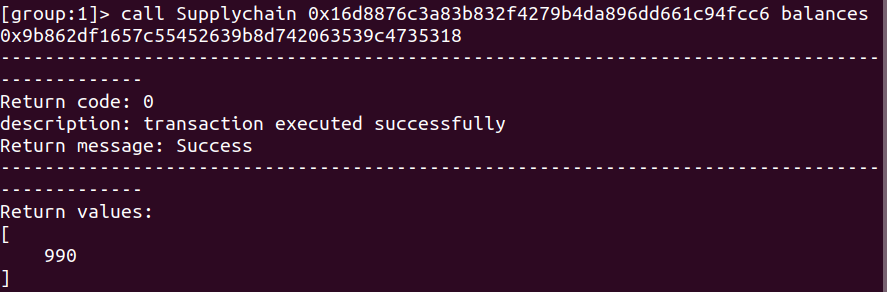 [group:1]> call Supplychain 0x16d8876c3a83b832f4279b4da896dd661c94fcc6 balances
0x9b862df1657c55452639b8d742063539c4735318
--------------------------------------------------------------------------------
-------------
Return code: 0
description: transaction executed successfully
Return message: Success
--------------------------------------------------------------------------------
-------------
Return values:
[
    990
]